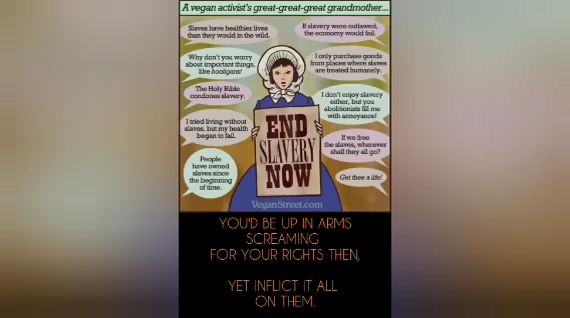 A vegan activist's great-great-great grandmother...
Slaves have healthier lives
than they would in the wild.
If slavery were outlawed,
the economy would fail.
Why don't you worry
about important things,
like hooligans!
I only purchase goods
from places where slaves
are treated humanely.
The Holy Bible
condones slavery.
I don't enjoy slavery
either, but you
abolitionists fill me
with annoyance!
I tried living without
slaves, but my health
began to fail.
If we free
the slaves, wherever
shall they all go?
People
have owned
slaves since
the beginning
of time.
Get thee a life!
END
SLAVERY
NOW
VeganStreet.com
YOU'D BE UP IN ARMS
SCREAMING
FOR YOUR RIGHTS THEN,
YET INFLICT IT ALL
ON THEM.